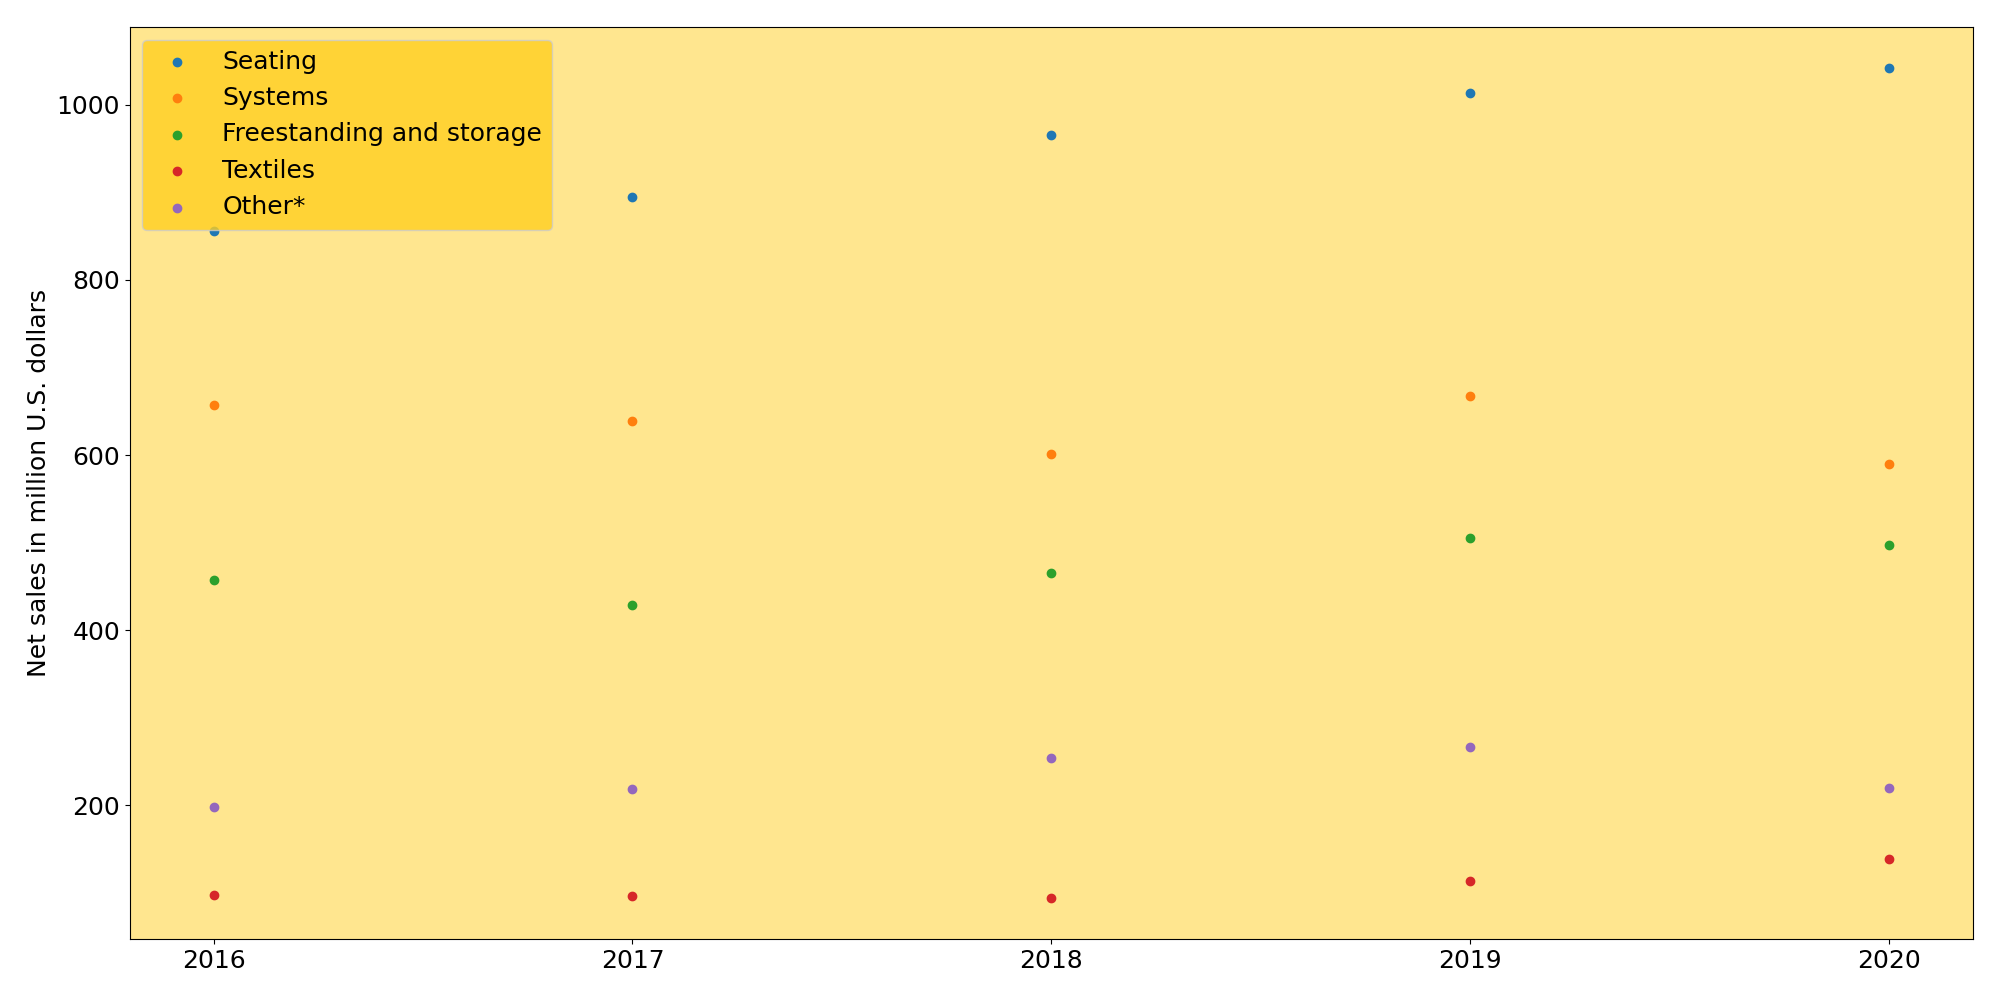 Seating
Systems
Freestanding and storage
Textiles
Other*
Net sales in million U.S. dollars
1000
800
600
400
200
2016 2017 2018 2019 2020